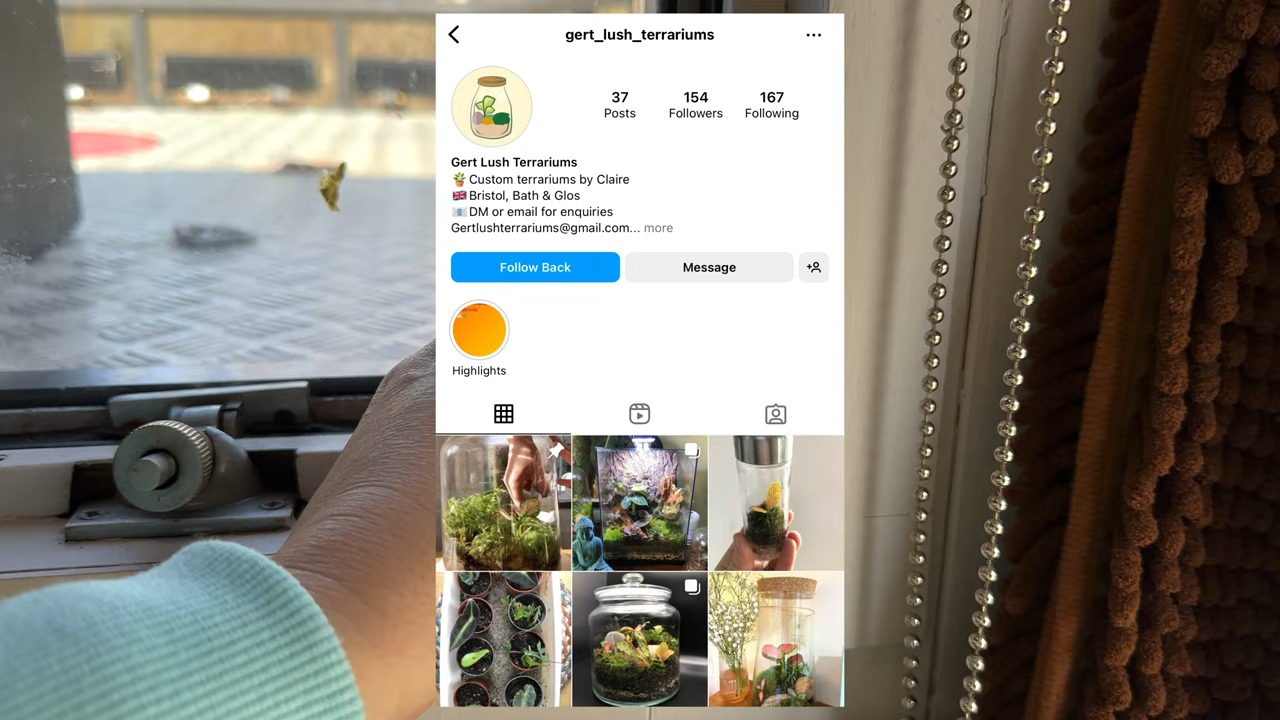 gert_lush_terrariums
37 154 167
Posts Followers Following
Gert Lush Terrariums
Custom terrariums by Claire
Bristol, Bath & Glos
DM or email for enquiries
Gertlushterrariums@gmail.com... more
Follow Back Message
Highlights